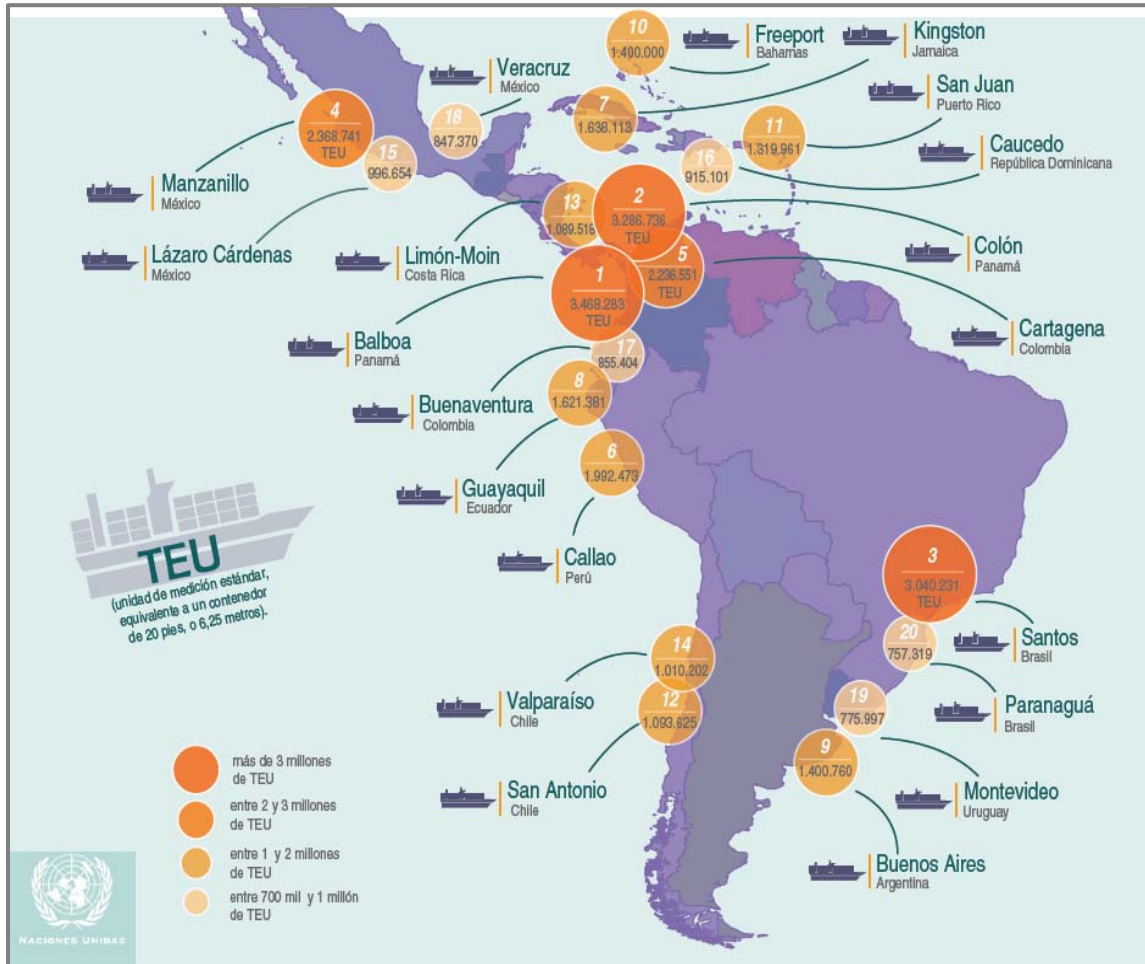 10
1.400.000
Freeport
Bahamas
Kingston
Jamaica
Veracruz
México
San Juan
Puerto Rico
4
2.368.741
TEU
18
847.370
7
1.638.113
11
1.319.961
15
996.654
16
915.101
Caucedo
República Dominicana
Manzanillo
México
13
1.089.518
2
3.286.736
TEU
Lázaro Cárdenas
México
Limón-Moin
Costa Rica
Colón
Panamá
5
2.236.551
TEU
1
3.468.283
TEU
Balboa
Panamá
Cartagena
Colombia
17
855.404
8
1.621.381
Buenaventura
Colombia
6
1.992.473
Guayaquil
Ecuador
Callao
Perú
TEU
(unidad de medición estándar,
equivalente a un contenedor
de 20 pies, o 6,25 metros).
3
3.040.231
TEU
20
757.319
Santos
Brasil
14
1.010.202
Valparaíso
Chile
12
1.093.625
19
775.997
Paranaguá
Brasil
9
1.400.760
San Antonio
Chile
Montevideo
Uruguay
Buenos Aires
Argentina
más de 3 millones
de TEU
entre 2 y 3 millones
de TEU
entre 1 y 2 millones
de TEU
entre 700 mil y 1 millón
de TEU
NACIONES UNIDAS